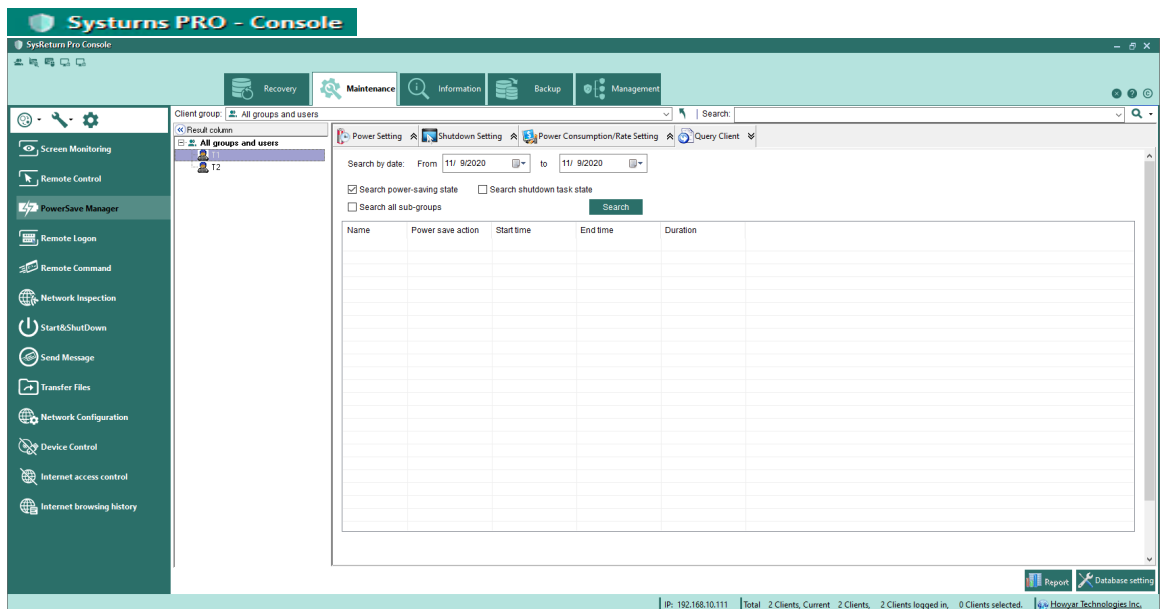 Systurns PRO - Console
SysReturn Pro Console
Recovery
Maintenance
Information
Backup
Management
Client group: All groups and users
Search:
Result column
All groups and users
T1
T2
Screen Monitoring
Remote Control
PowerSave Manager
Remote Logon
Remote Command
Network Inspection
Start&ShutDown
Send Message
Transfer Files
Network Configuration
Device Control
Internet access control
Internet browsing history
Power Setting
Shutdown Setting
Power Consumption/Rate Setting
Query Client
Search by date: From 11/ 9/2020 to 11/ 9/2020
Search power-saving state
Search shutdown task state
Search all sub-groups
Search
Name Power save action Start time End time Duration
Report
Database setting
IP: 192.168.10.111 Total 2 Clients, Current 2 Clients, 2 Clients logged in, 0 Clients selected. Howyar Technologies Inc.